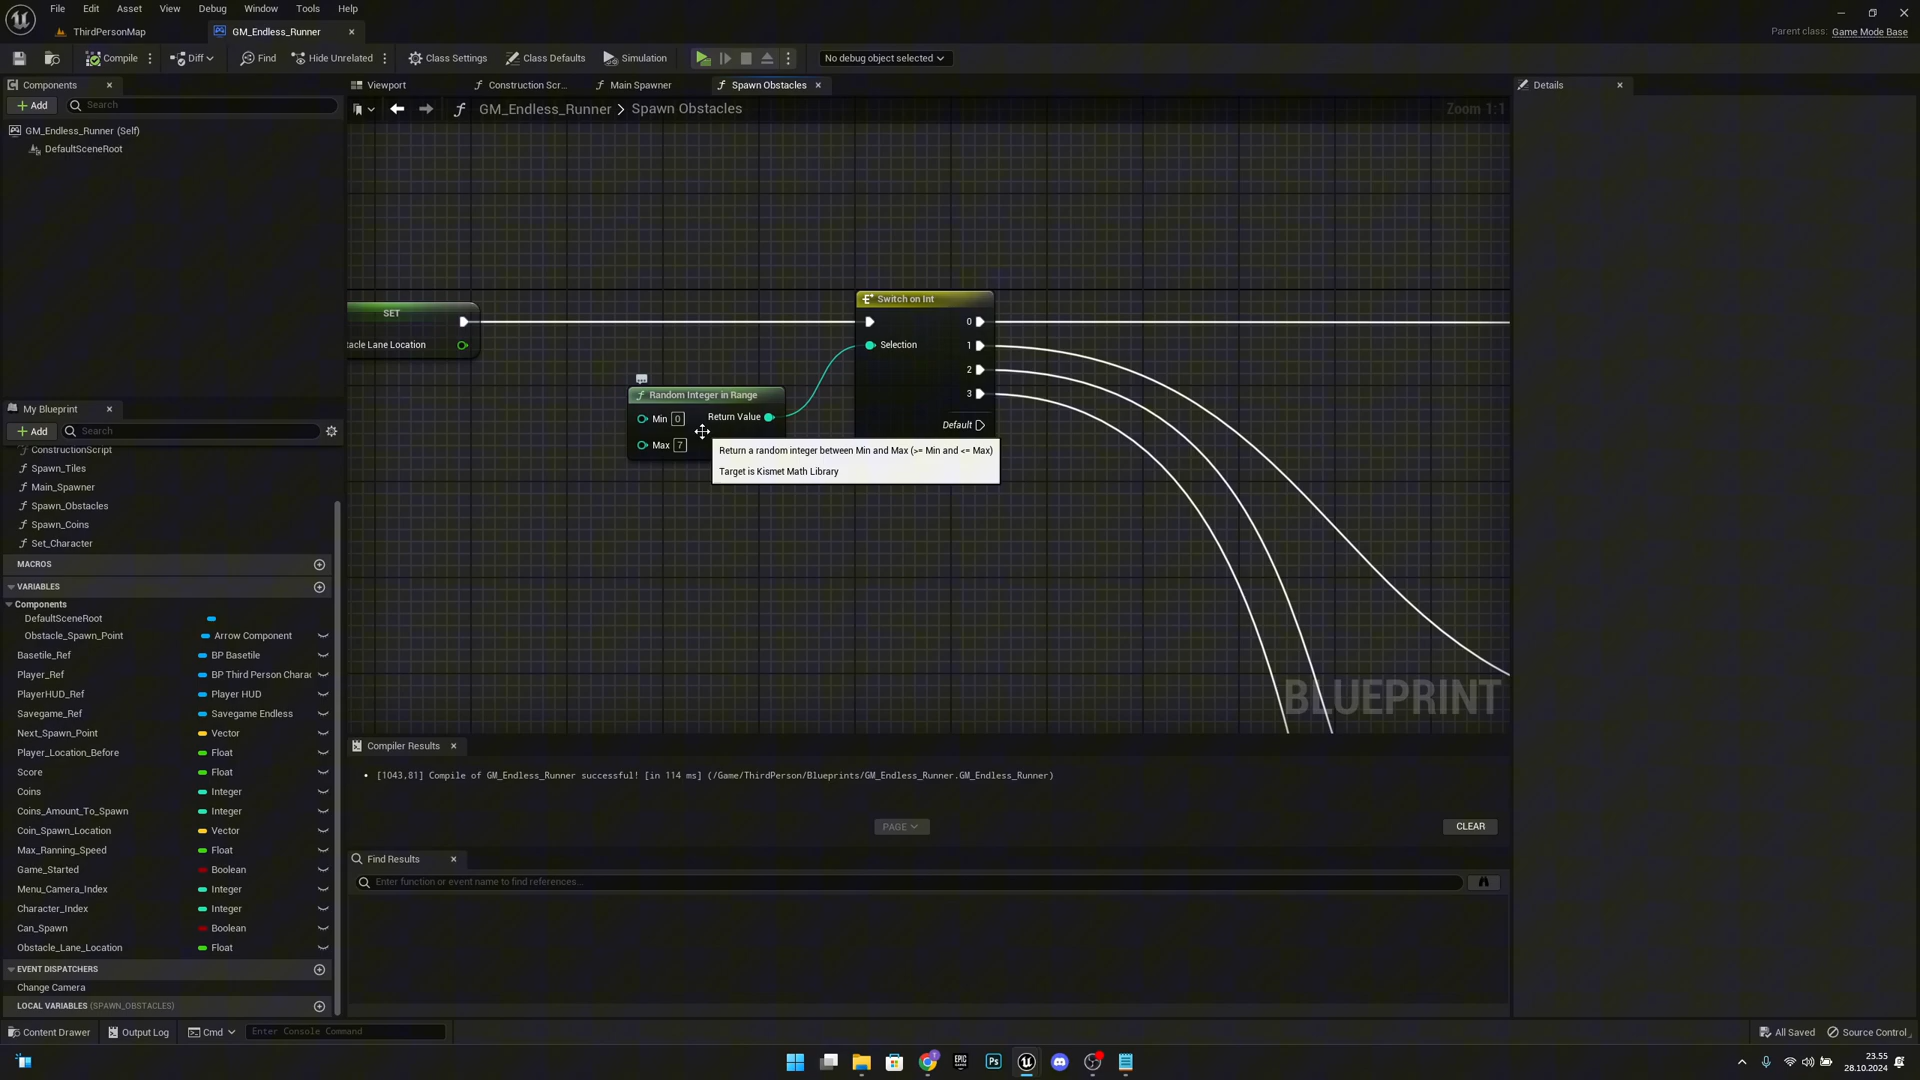 File Edit Asset View Debug Window Tools Help
ThirdPersonMap
GM_Endless_Runner
Parent class: Game Mode Base
Compile
Diff
Find
Hide Unrelated
Class Settings
Class Defaults
Simulation
No debug object selected
Components
Add
Search
GM_Endless_Runner (Self)
DefaultSceneRoot
Viewport
Construction Scr...
Main Spawner
Spawn Obstacles
GM_Endless_Runner > Spawn Obstacles
Zoom 1:1
Details
SET
tacle Lane Location
Random Integer in Range
Min 0
Return Value
Max 7
Switch on Int
0
Selection
1
2
3
Default
Return a random integer between Min and Max (>= Min and <= Max)
Target is Kismet Math Library
BLUEPRINT
My Blueprint
Add
Search
ConstructionScript
Spawn_Tiles
Main_Spawner
Spawn_Obstacles
Spawn_Coins
Set_Character
MACROS
VARIABLES
Components
DefaultSceneRoot
Obstacle_Spawn_Point Arrow Component
Basetile_Ref BP Basetile
Player_Ref BP Third Person Charac
PlayerHUD_Ref Player HUD
Savegame_Ref Savegame Endless
Next_Spawn_Point Vector
Player_Location_Before Float
Score Float
Coins Integer
Coins_Amount_To_Spawn Integer
Coin_Spawn_Location Vector
Max_Ranning_Speed Float
Game_Started Boolean
Menu_Camera_Index Integer
Character_Index Integer
Can_Spawn Boolean
Obstacle_Lane_Location Float
EVENT DISPATCHERS
Change Camera
LOCAL VARIABLES (SPAWN_OBSTACLES)
Compiler Results
[1043,81] Compile of GM_Endless_Runner successful! [in 114 ms] (/Game/ThirdPerson/Blueprints/GM_Endless_Runner.GM_Endless_Runner)
PAGE
CLEAR
Find Results
Enter function or event name to find references...
Content Drawer
Output Log
Cmd
Enter Console Command
All Saved
Source Control
EPIC
Ps
23.55
28.10.2024